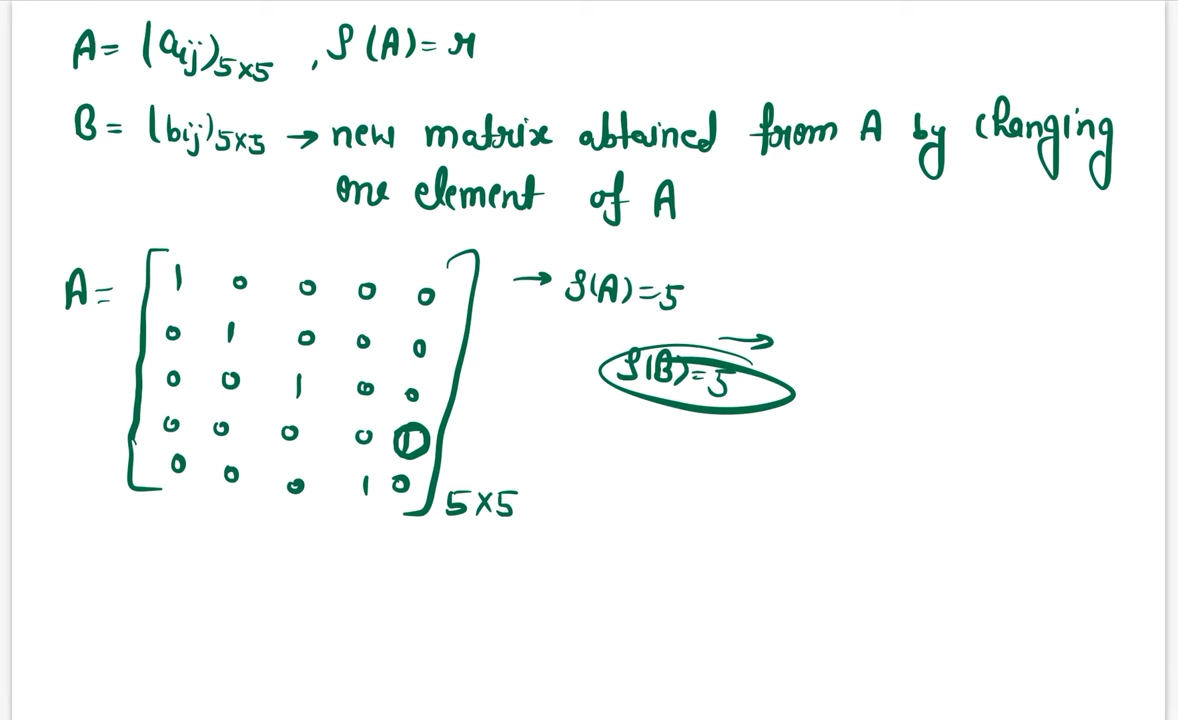 A= (aij)5×5 , ρ(A)= r
B= (bij)5×5 → new matrix obtained from A by changing
one element of A
A= [ 1 0 0 0 0 → ρ(A)=5
0 1 0 0 0
0 0 1 0 0 ρ(B)=5 →
0 0 0 0 1
0 0 0 1 0 ]5×5